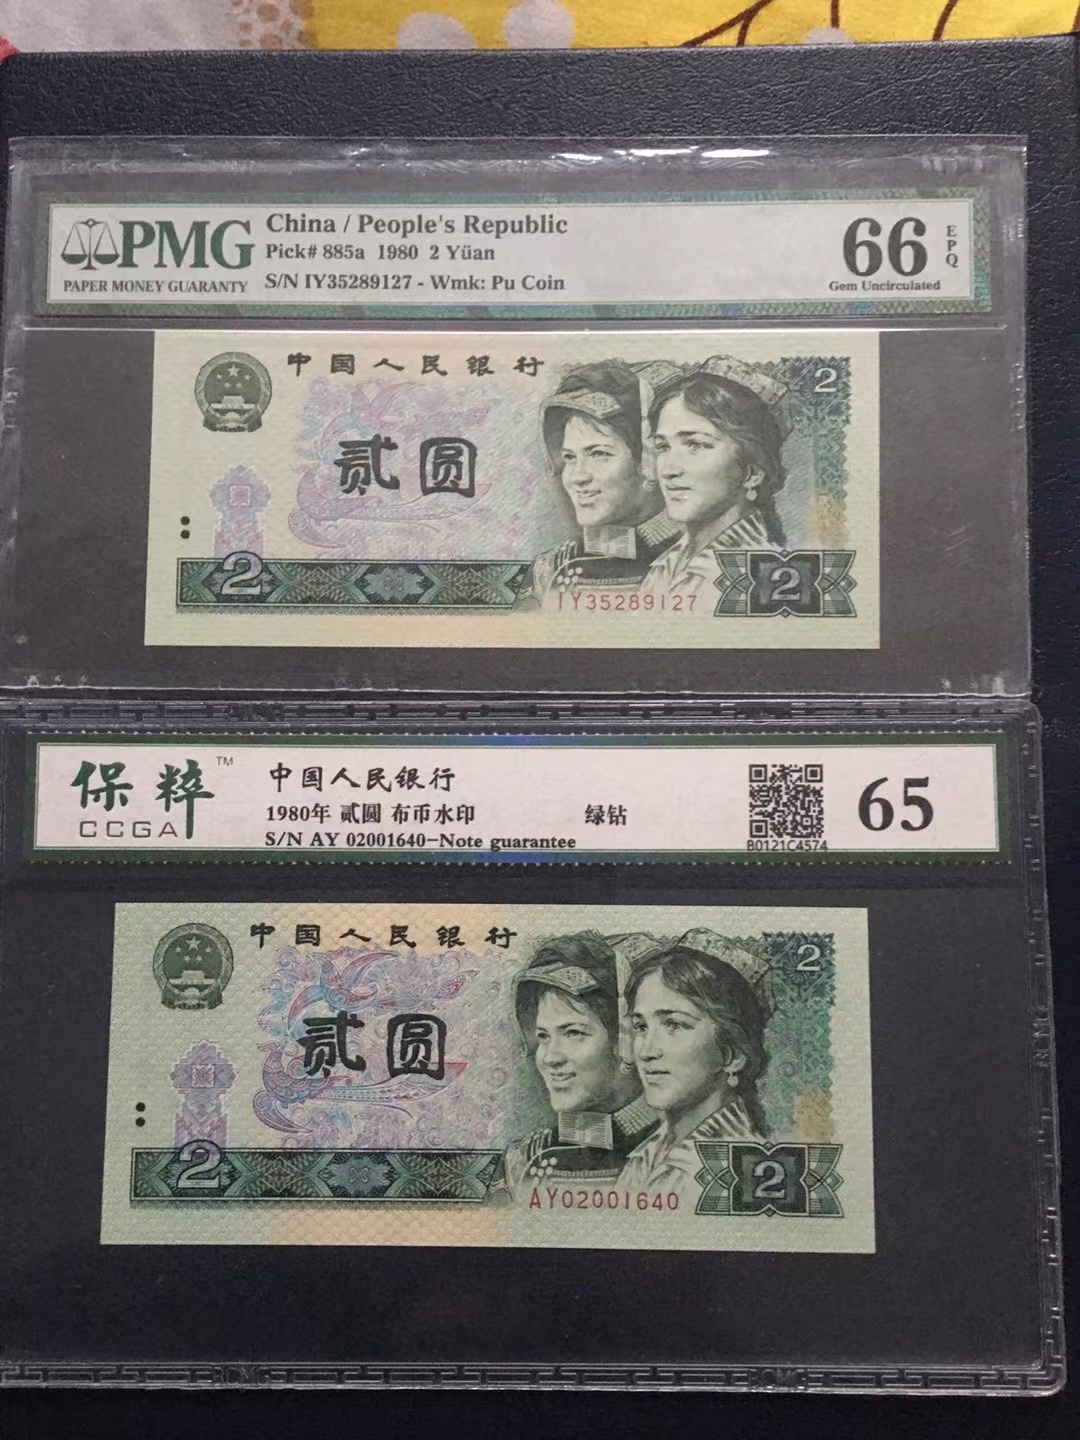 PMG
PAPER MONEY GUARANTY
China / People's Republic
Pick# 885a 1980 2 Yüan
S/N IY35289127 - Wmk: Pu Coin
66
EPQ
Gem Uncirculated
中国人民银行
2
贰圆
2
2
IY35289127
保粹™
CCGA
中国人民银行
1980年 贰圆 布币水印
绿钻
S/N AY 02001640-Note guarantee
B0121C4574
65
中国人民银行
2
贰圆
2
2
AY02001640